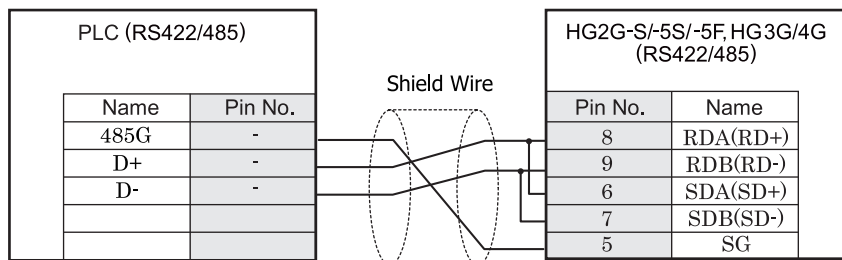 PLC (RS422/485)
HG2G-S/-5S/-5F, HG3G/4G
(RS422/485)
Shield Wire
Name Pin No.
485G -
D+ -
D- -
Pin No. Name
8 RDA(RD+)
9 RDB(RD-)
6 SDA(SD+)
7 SDB(SD-)
5 SG